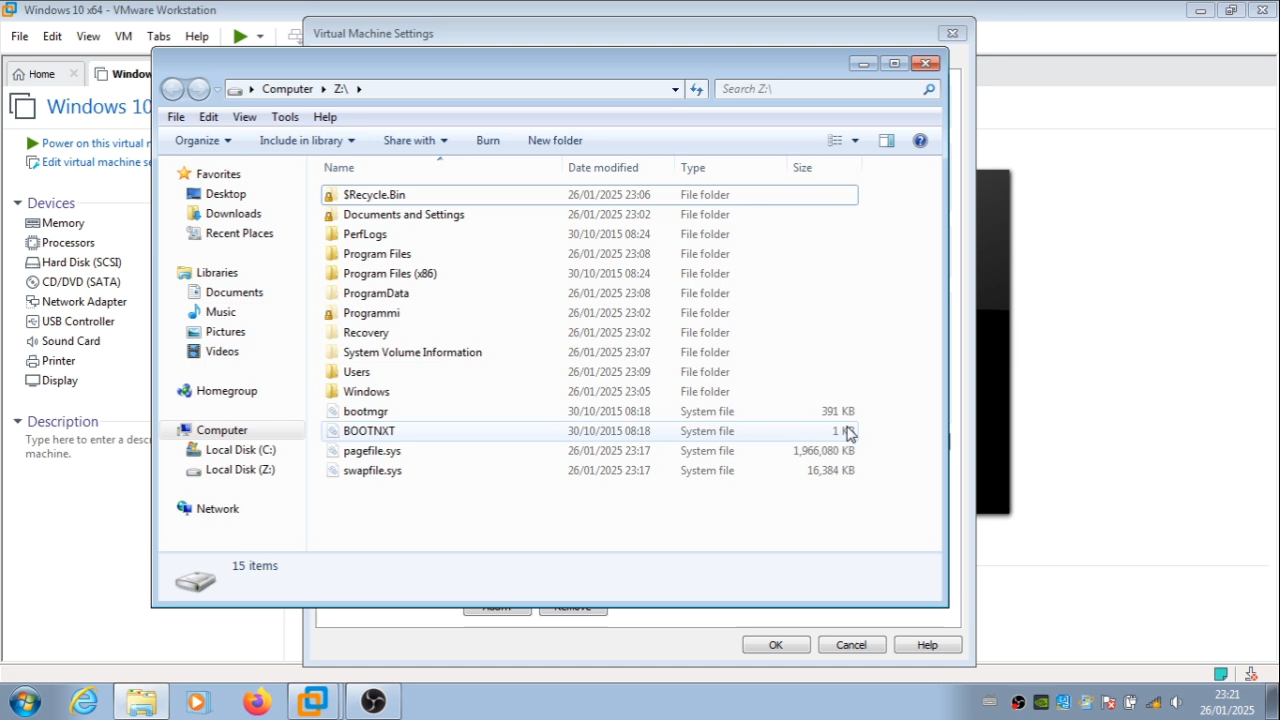 Windows 10 x64 - VMware Workstation
File Edit View VM Tabs Help
Virtual Machine Settings
Home
Window
Windows 10
Power on this virtual
Edit virtual machine se
Devices
Memory
Processors
Hard Disk (SCSI)
CD/DVD (SATA)
Network Adapter
USB Controller
Sound Card
Printer
Display
Description
Type here to enter a desc
machine.
Computer Z:\
Search Z:\
File Edit View Tools Help
Organize Include in library Share with Burn New folder
Favorites
Desktop
Downloads
Recent Places
Libraries
Documents
Music
Pictures
Videos
Homegroup
Computer
Local Disk (C:)
Local Disk (Z:)
Network
Name Date modified Type Size
$Recycle.Bin 26/01/2025 23:06 File folder
Documents and Settings 26/01/2025 23:02 File folder
PerfLogs 30/10/2015 08:24 File folder
Program Files 26/01/2025 23:08 File folder
Program Files (x86) 30/10/2015 08:24 File folder
ProgramData 26/01/2025 23:08 File folder
Programmi 26/01/2025 23:02 File folder
Recovery 26/01/2025 23:02 File folder
System Volume Information 26/01/2025 23:07 File folder
Users 26/01/2025 23:09 File folder
Windows 26/01/2025 23:05 File folder
bootmgr 30/10/2015 08:18 System file 391 KB
BOOTNXT 30/10/2015 08:18 System file 1 KB
pagefile.sys 26/01/2025 23:17 System file 1,966,080 KB
swapfile.sys 26/01/2025 23:17 System file 16,384 KB
15 items
OK Cancel Help
23:21
26/01/2025